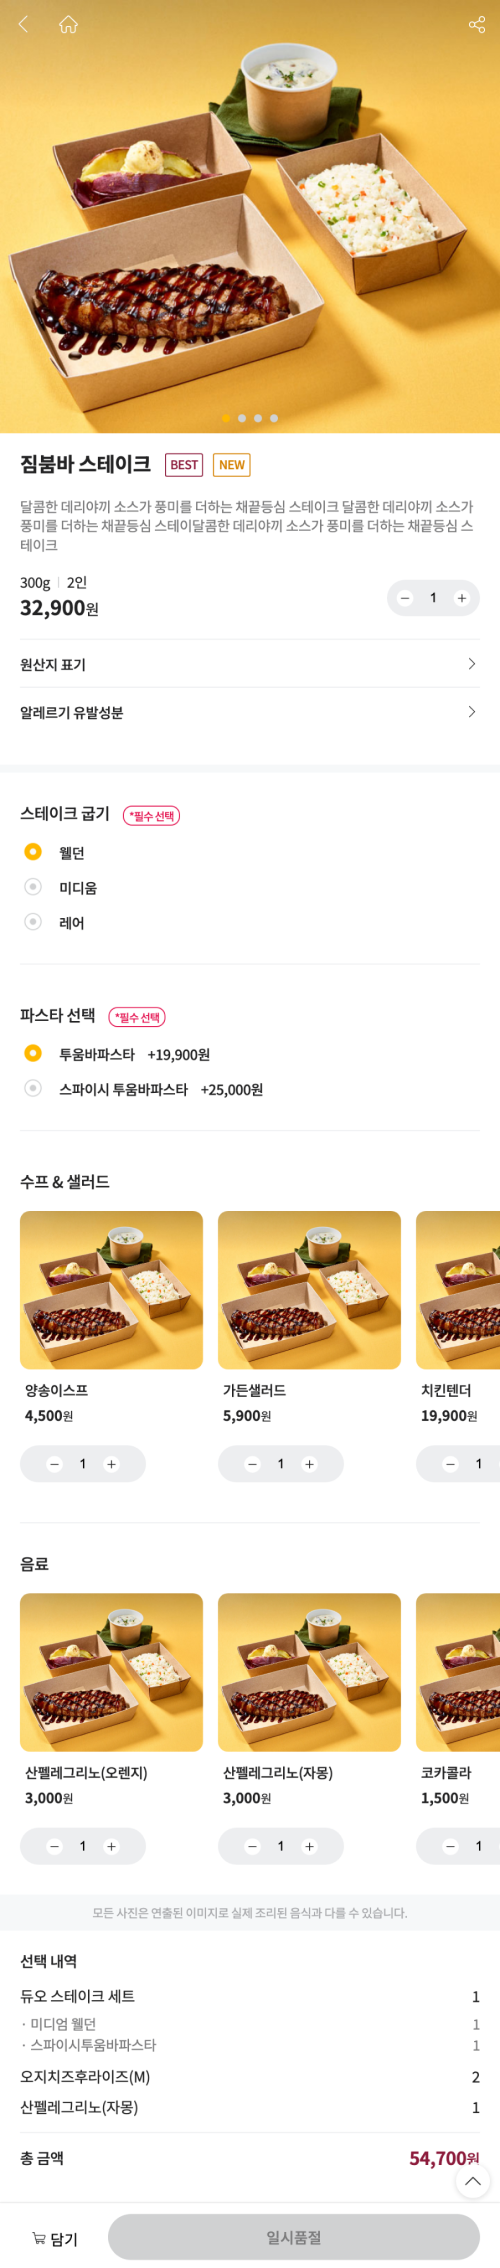 짐붐바 스테이크 BEST NEW
달콤한 데리야끼 소스가 풍미를 더하는 채끝등심 스테이크 달콤한 데리야끼 소스가
풍미를 더하는 채끝등심 스테이달콤한 데리야끼 소스가 풍미를 더하는 채끝등심 스
테이크
300g | 2인
32,900원
− 1 +
원산지 표기
알레르기 유발성분
스테이크 굽기 *필수 선택
웰던
미디움
레어
파스타 선택 *필수 선택
투움바파스타 +19,900원
스파이시 투움바파스타 +25,000원
수프 & 샐러드
양송이스프 가든샐러드 치킨텐더
4,500원 5,900원 19,900원
− 1 + − 1 + − 1
음료
산펠레그리노(오렌지) 산펠레그리노(자몽) 코카콜라
3,000원 3,000원 1,500원
− 1 + − 1 + − 1
모든 사진은 연출된 이미지로 실제 조리된 음식과 다를 수 있습니다.
선택 내역
듀오 스테이크 세트 1
· 미디엄 웰던 1
· 스파이시투움바파스타 1
오지치즈후라이즈(M) 2
산펠레그리노(자몽) 1
총 금액 54,700원
담기 일시품절